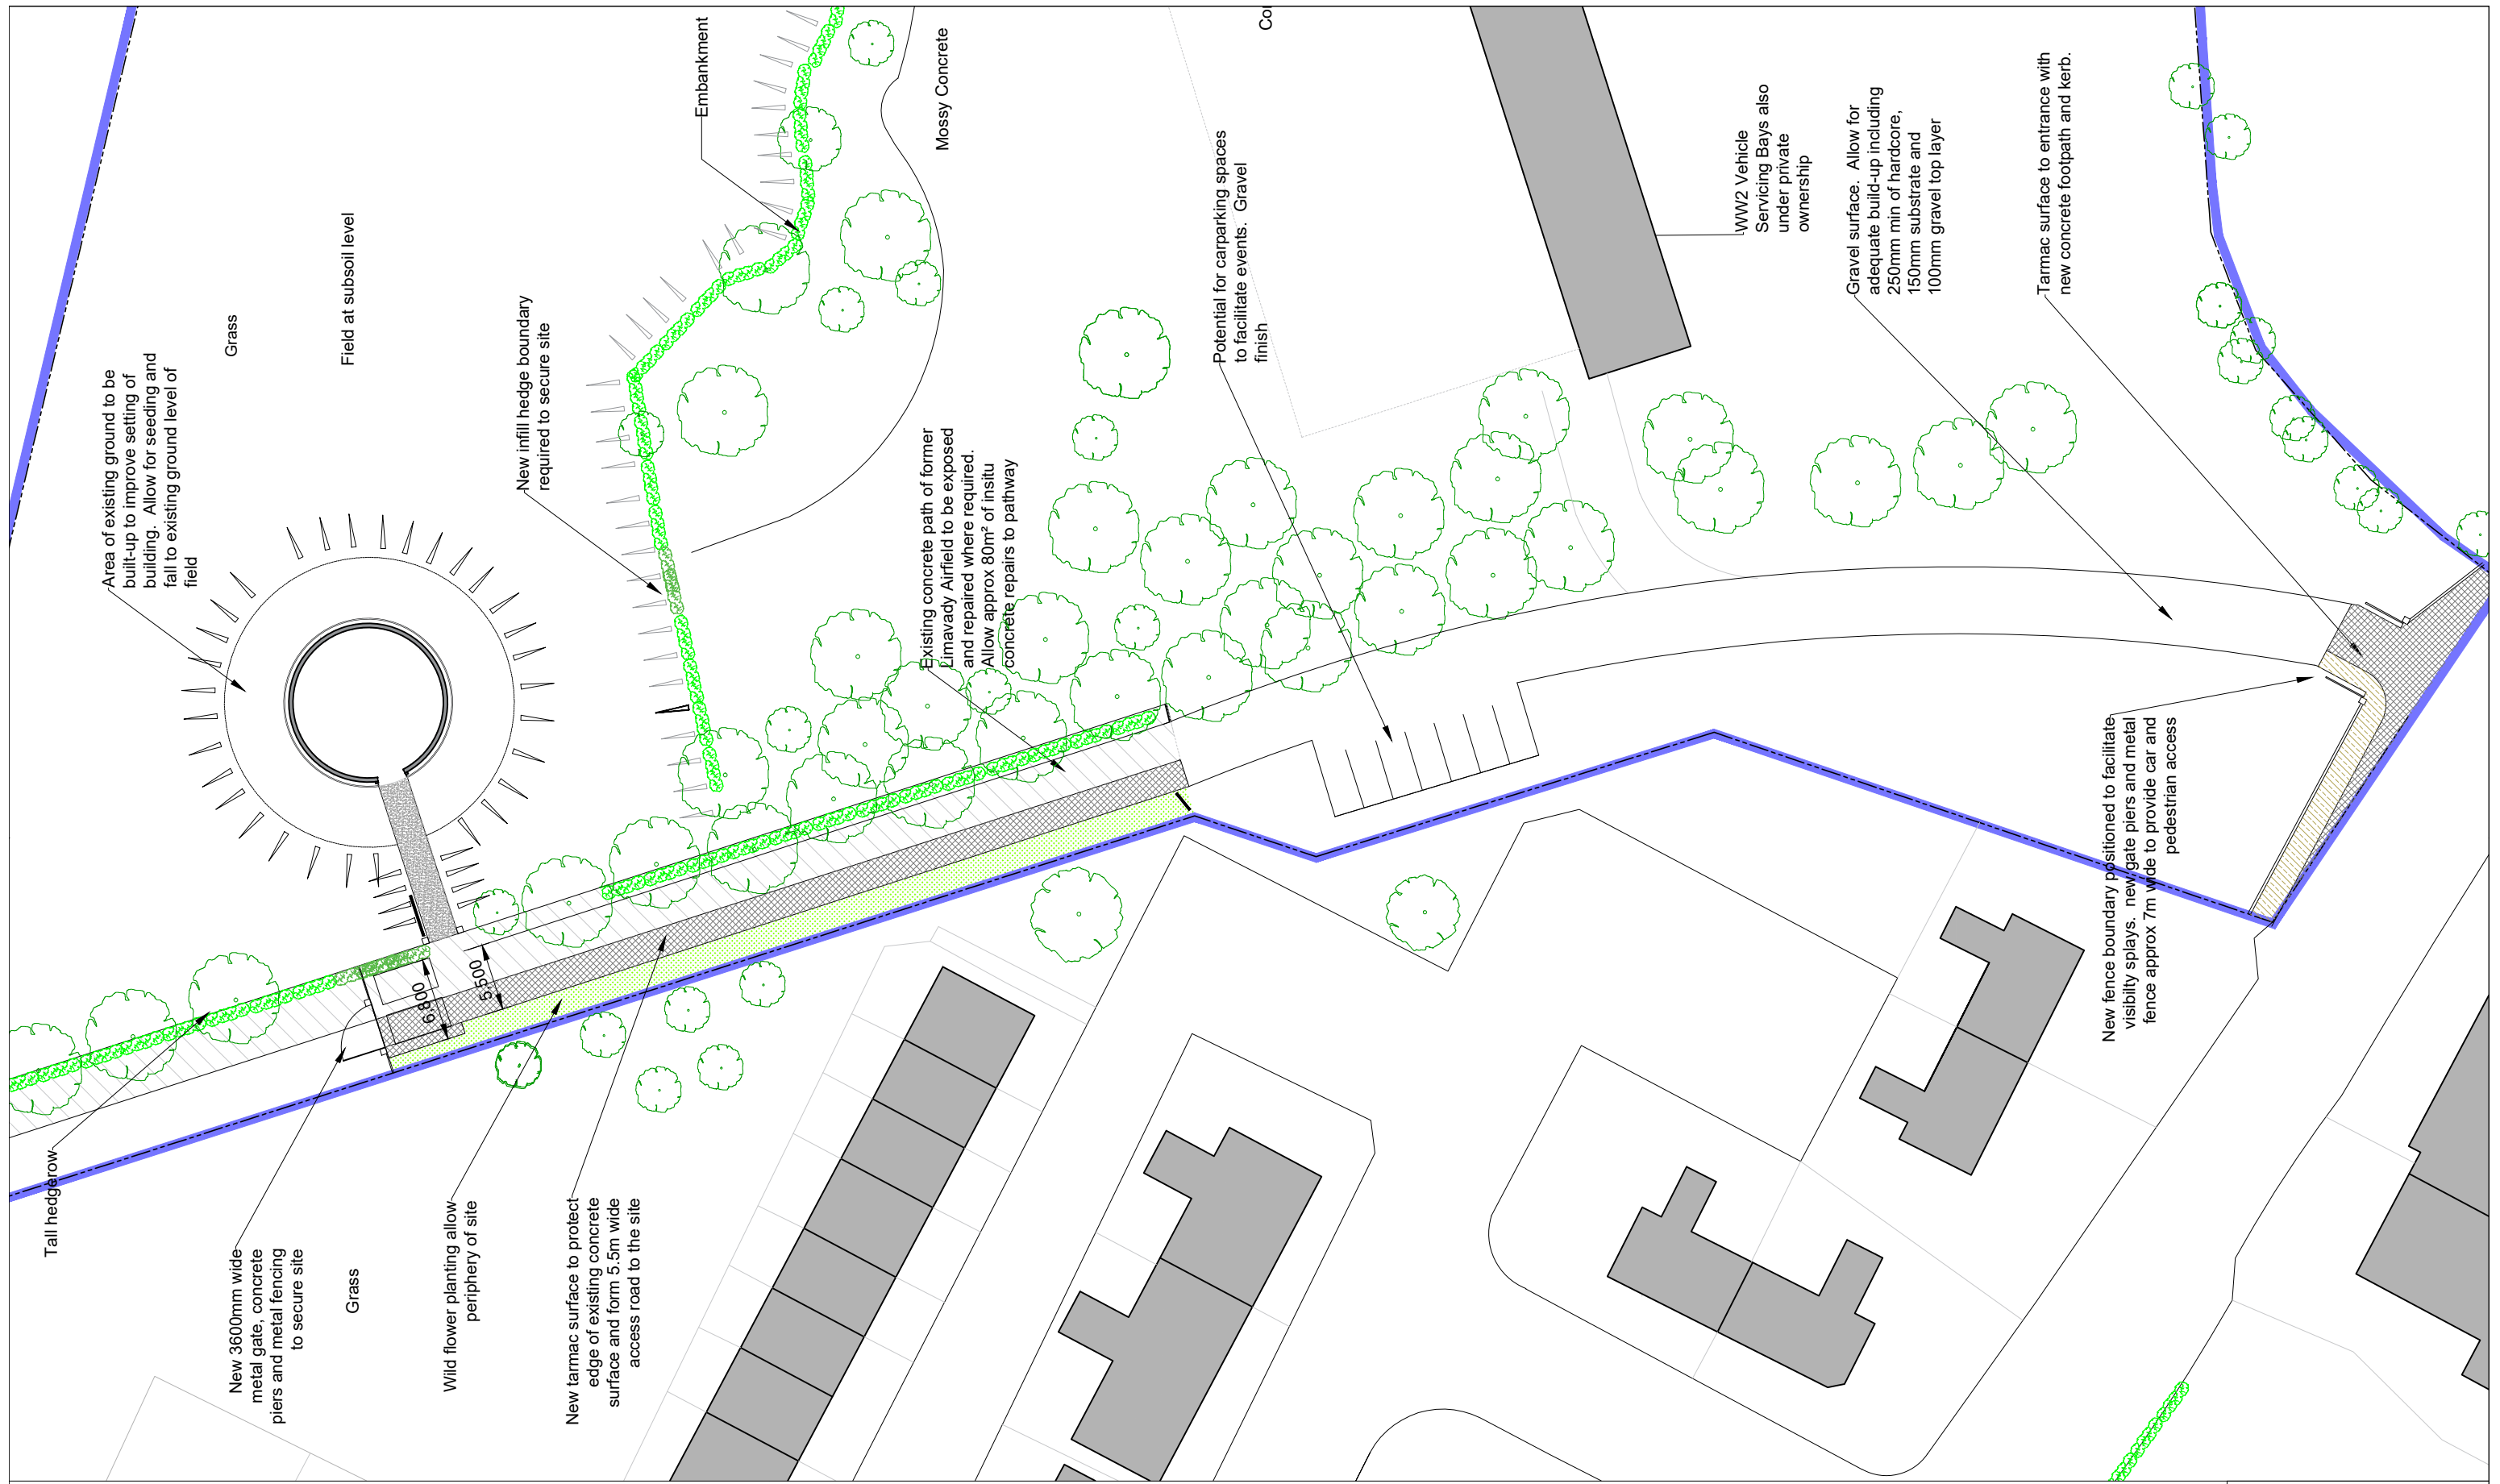 Area of existing ground to be
built-up to improve seting of
building. Allow for seeding and
fall to existing ground level of
field
Grass
Field at subsoil level
New infill hedge boundary
required to secure site
Embankment
Mossy Concrete
Existing concrete path of former
Limavady Airfield to be exposed
and repaired where required.
Allow approx 80m² of insitu
concrete repairs to pathway
Potential for carparking spaces
to facilitate events. Gravel
finish
WW2 Vehicle
Servicing Bays also
under private
ownership
Gravel surface. Allow for
adequate build-up including
250mm min of hardcore,
150mm substrate and
100mm gravel top layer
Tarmac surface to entrance with
new concrete footpath and kerb.
Tall hedgerow
New 3600mm wide
metal gate, concrete
piers and metal fencing
to secure site
Grass
Wild flower planting allow
periphery of site
New tarmac surface to protect
edge of existing concrete
surface and form 5.5m wide
access road to the site
6.800
5.500
New fence boundary positioned to facilitate
visibilty splays. new gate piers and metal
fence approx 7m wide to provide car and
pedestrian access